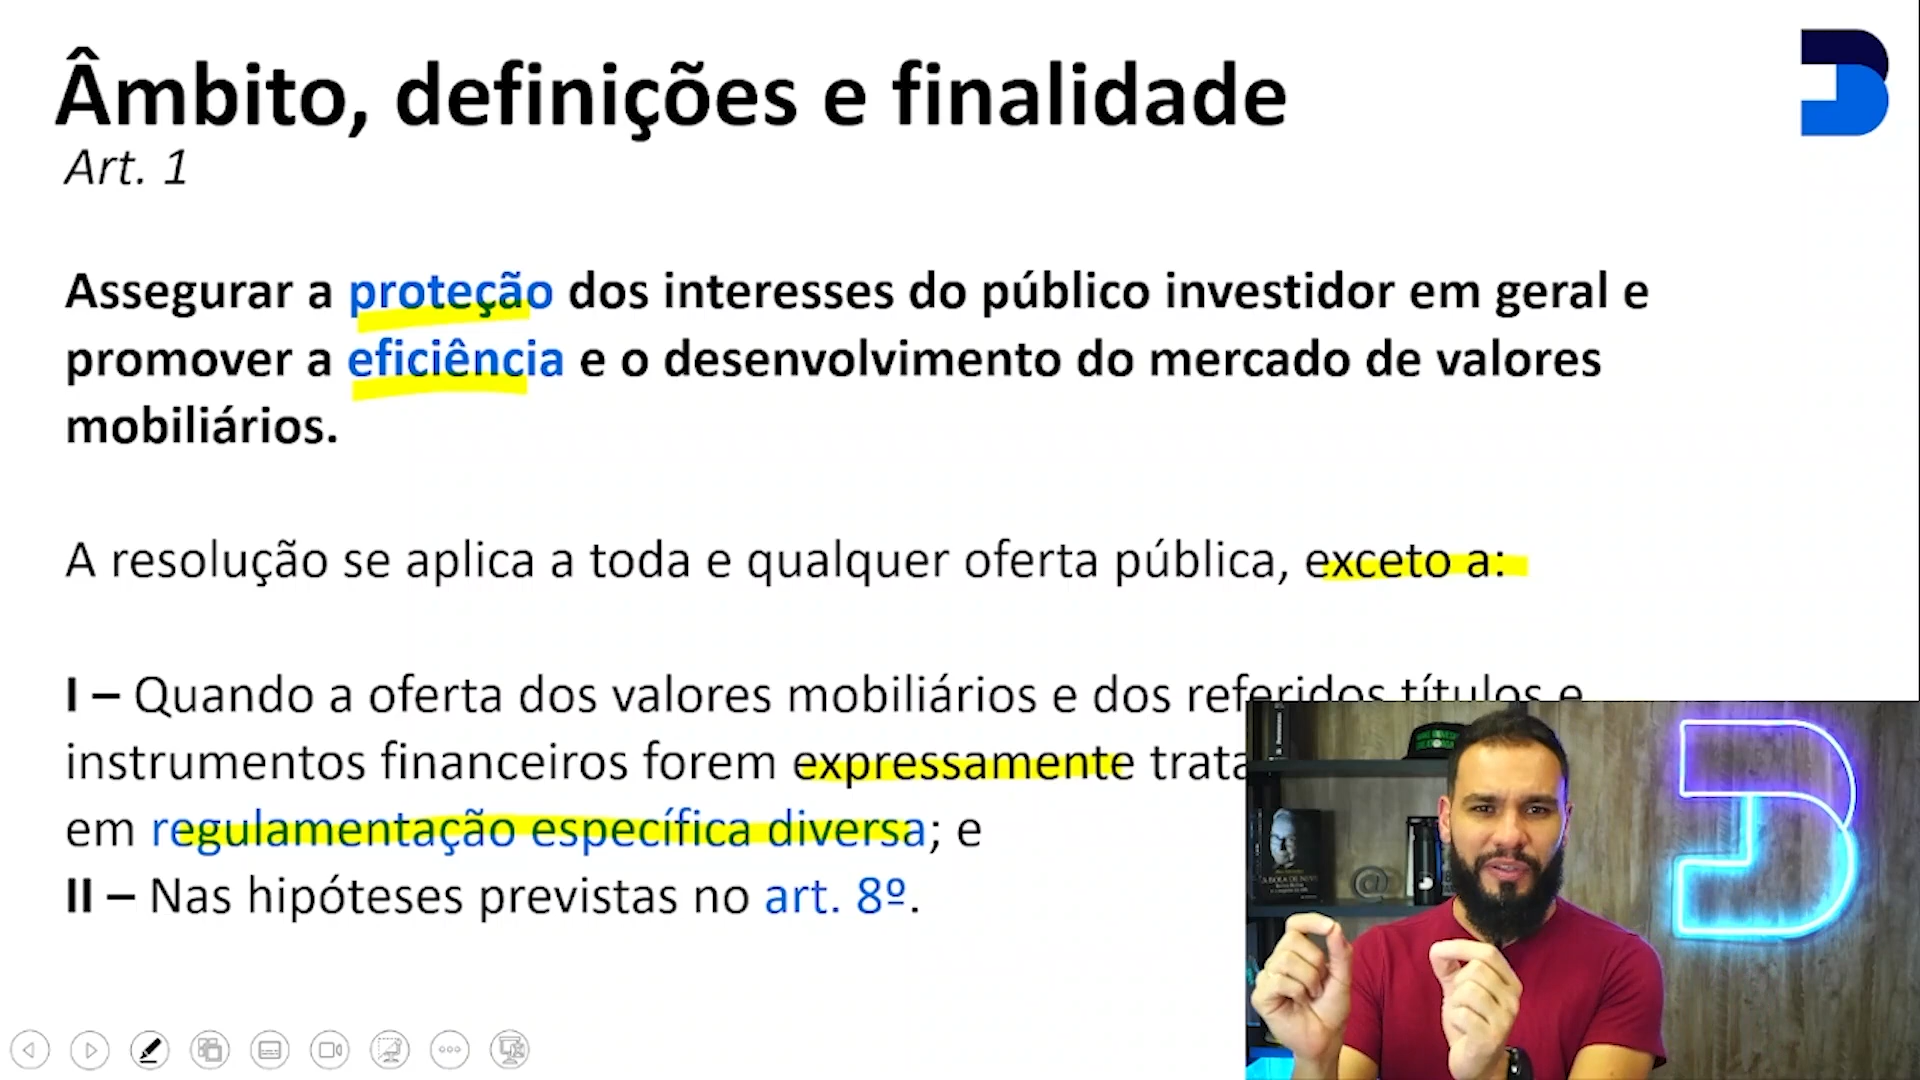 Âmbito, definições e finalidade
Art. 1
Assegurar a proteção dos interesses do público investidor em geral e
promover a eficiência e o desenvolvimento do mercado de valores
mobiliários.
A resolução se aplica a toda e qualquer oferta pública, exceto a:
I – Quando a oferta dos valores mobiliários e dos referidos títulos e
instrumentos financeiros forem expressamente
em regulamentação específica diversa; e
II – Nas hipóteses previstas no art. 8º.